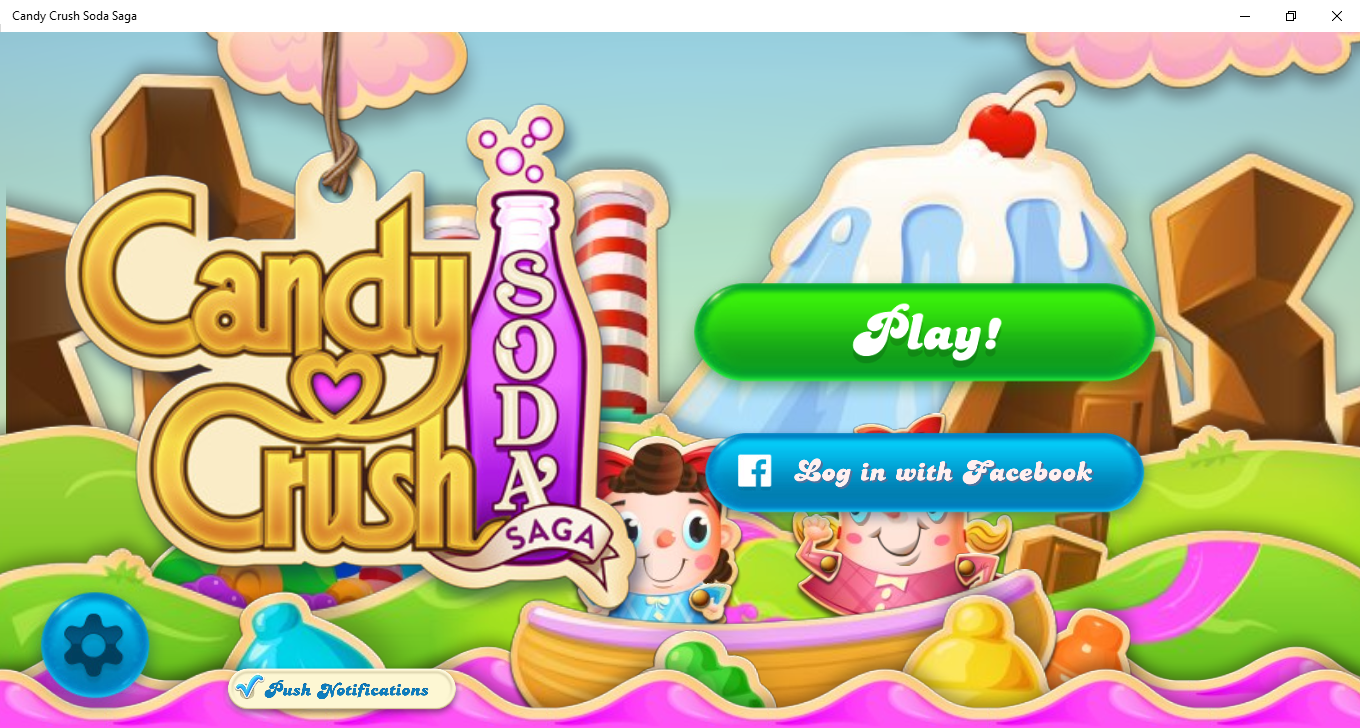 Candy Crush Soda Saga
Candy
Crush
SODA
SAGA
Play!
Log in with Facebook
Push Notifications